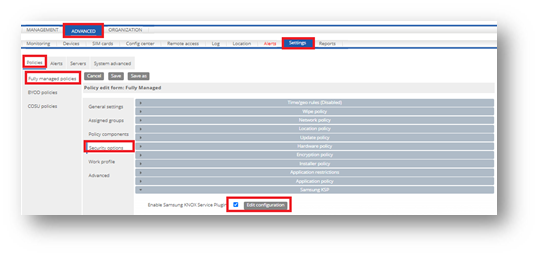 MANAGEMENT ADVANCED ORGANIZATION
Monitoring Devices SIM cards Config center Remote access Log Location Alerts Settings Reports
Policies Alerts Servers System advanced
Fully managed policies
BYOD policies
COSU policies
Cancel Save Save as
Policy edit form: Fully Managed
General settings
Assigned groups
Policy components
Security options
Work profile
Advanced
Timezgon rules (Disabled)
Wipe policy
Network policy
Location policy
Update policy
Hardware policy
Encryption policy
Installer policy
Application restrictions
Application policy
Samsung KSP
Enable Samsung KNOX Service Plugin Edit configuration